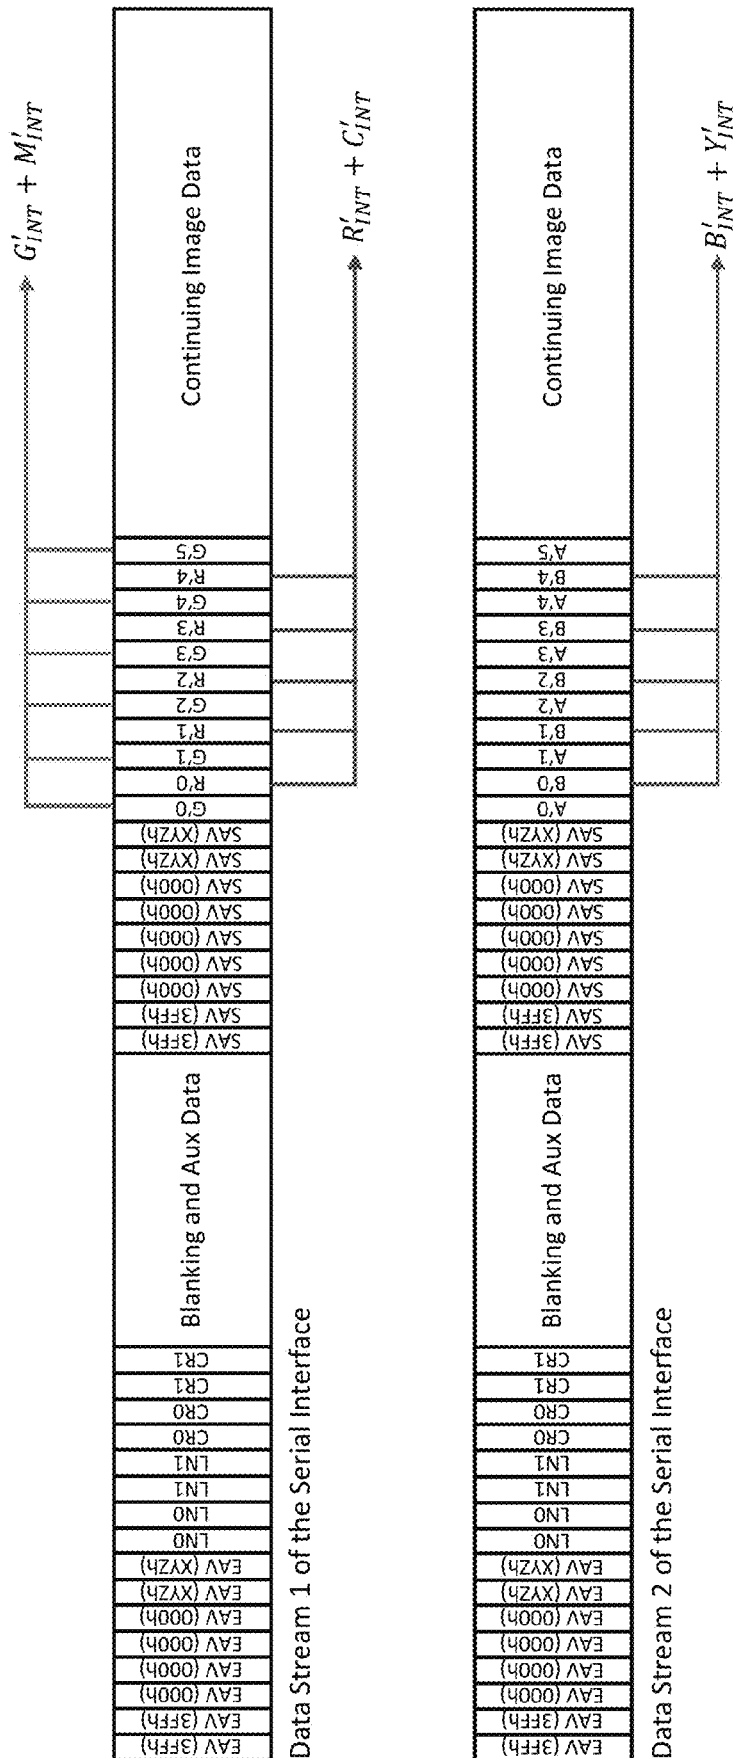 G′INT + M′INT
EAV (3FFh)
EAV (3FFh)
EAV (000h)
EAV (000h)
EAV (000h)
EAV (000h)
EAV (XYZh)
EAV (XYZh)
LN0
LN0
LN1
LN1
CR0
CR0
CR1
CR1
Blanking and Aux Data
SAV (3FFh)
SAV (3FFh)
SAV (000h)
SAV (000h)
SAV (000h)
SAV (000h)
SAV (000h)
SAV (XYZh)
SAV (XYZh)
G'0
R'0
G'1
R'1
G'2
R'2
G'3
R'3
G'4
R'4
G'5
Continuing Image Data
Data Stream 1 of the Serial Interface
R′INT + C′INT
EAV (3FFh)
EAV (3FFh)
EAV (000h)
EAV (000h)
EAV (000h)
EAV (000h)
EAV (XYZh)
EAV (XYZh)
LN0
LN0
LN1
LN1
CR0
CR0
CR1
CR1
Blanking and Aux Data
SAV (3FFh)
SAV (3FFh)
SAV (000h)
SAV (000h)
SAV (000h)
SAV (000h)
SAV (000h)
SAV (XYZh)
SAV (XYZh)
A'0
B'0
A'1
B'1
A'2
B'2
A'3
B'3
A'4
B'4
A'5
Continuing Image Data
Data Stream 2 of the Serial Interface
B′INT + Y′INT